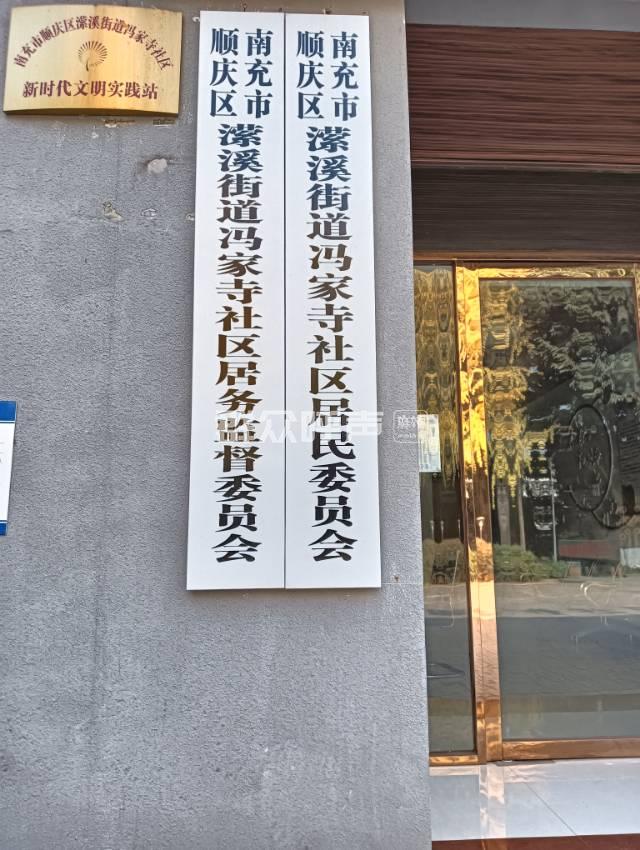 南充市顺庆区潆溪街道冯家寺社区
新时代文明实践站
南充市
顺庆区
潆溪街道冯家寺社区居务监督委员会
南充市
顺庆区
潆溪街道冯家寺社区居民委员会